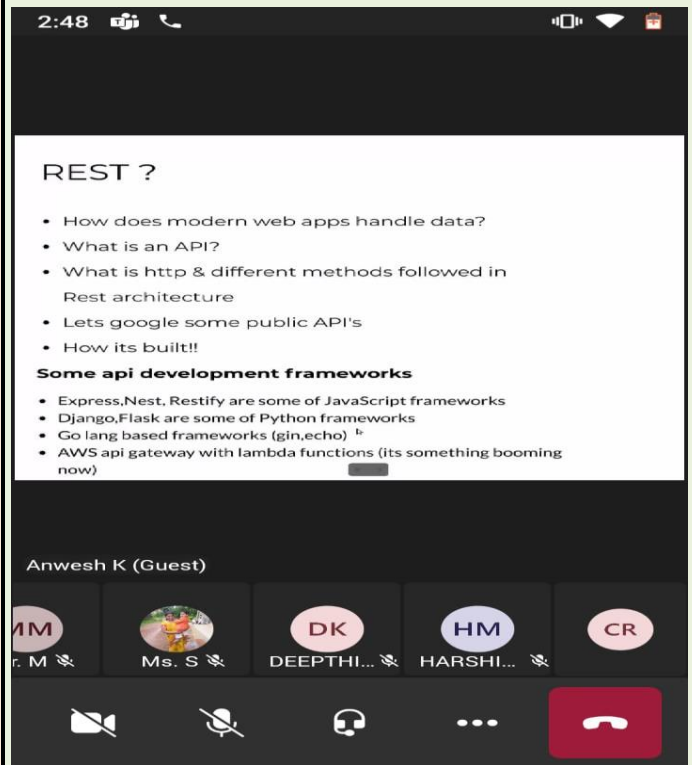 2:48
REST ?
• How does modern web apps handle data?
• What is an API?
• What is http & different methods followed in
Rest architecture
• Lets google some public API's
• How its built!!
Some api development frameworks
• Express,Nest, Restify are some of JavaScript frameworks
• Django,Flask are some of Python frameworks
• Go lang based frameworks (gin,echo)
• AWS api gateway with lambda functions (its something booming
now)
Anwesh K (Guest)
MM DK HM CR
r. M Ms. S DEEPTHI... HARSHI...